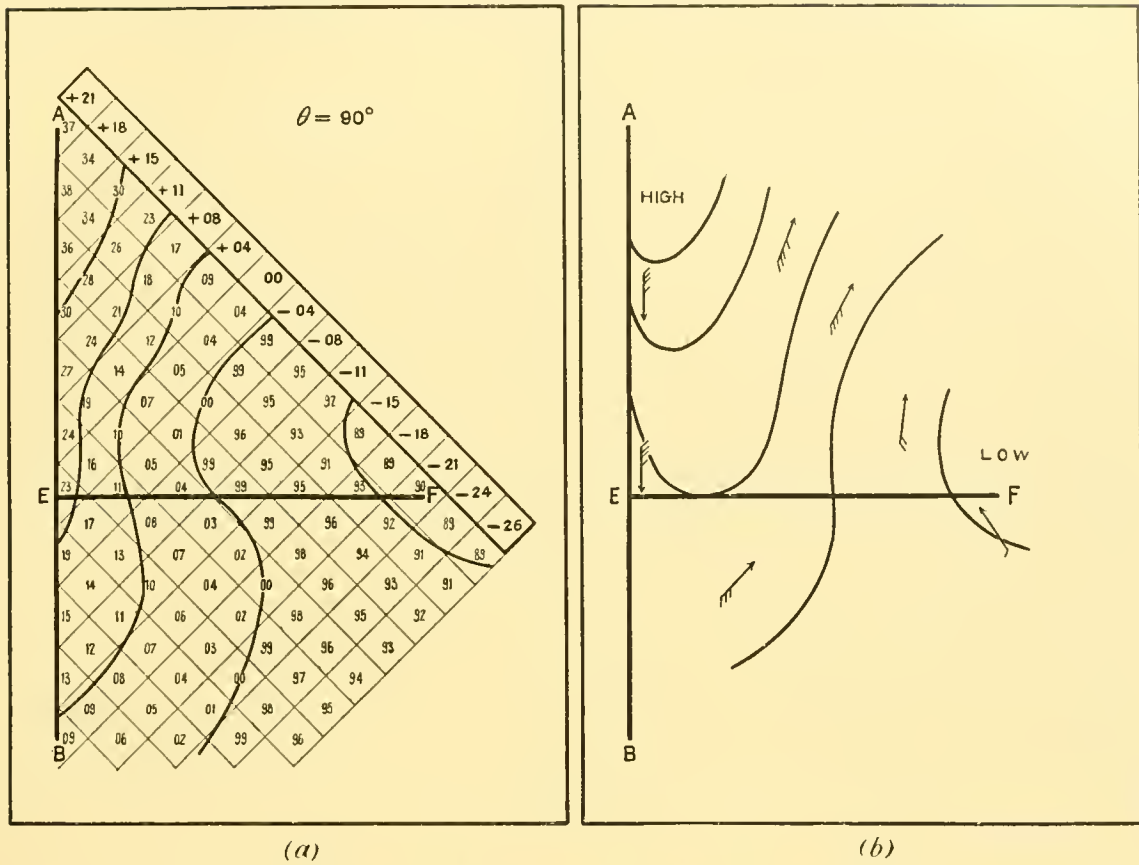 +21
A
θ = 90°
37 +18
34 +15
38 30 +11
34 23 +08
36 26 17 +04
28 18 09 00
30 21 10 04 −04
24 12 04 99 −08
27 14 05 99 95 −11
19 07 00 95 92 −15
24 10 01 96 93 89 −18
16 05 99 95 91 89 −21
23 11 04 99 95 93 90 −24
E F
17 08 03 99 96 92 89 −26
19 13 07 02 98 94 91 89
14 10 04 00 96 93 91
15 11 06 02 98 95 92
12 07 03 99 96 93
13 08 04 00 97 94
09 05 01 98 95
09 06 02 99 96
B
(a)
A
HIGH
LOW
E F
B
(b)